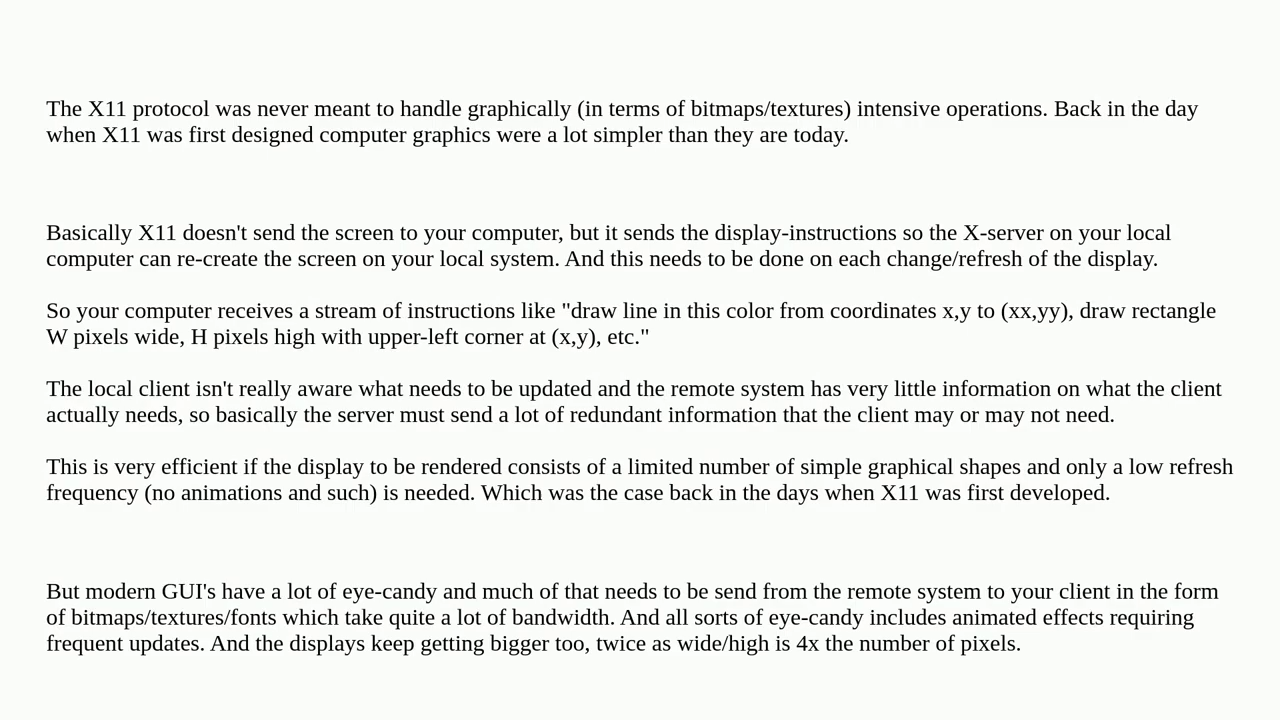 The X11 protocol was never meant to handle graphically (in terms of bitmaps/textures) intensive operations. Back in the day
when X11 was first designed computer graphics were a lot simpler than they are today.
Basically X11 doesn't send the screen to your computer, but it sends the display-instructions so the X-server on your local
computer can re-create the screen on your local system. And this needs to be done on each change/refresh of the display.
So your computer receives a stream of instructions like "draw line in this color from coordinates x,y to (xx,yy), draw rectangle
W pixels wide, H pixels high with upper-left corner at (x,y), etc."
The local client isn't really aware what needs to be updated and the remote system has very little information on what the client
actually needs, so basically the server must send a lot of redundant information that the client may or may not need.
This is very efficient if the display to be rendered consists of a limited number of simple graphical shapes and only a low refresh
frequency (no animations and such) is needed. Which was the case back in the days when X11 was first developed.
But modern GUI's have a lot of eye-candy and much of that needs to be send from the remote system to your client in the form
of bitmaps/textures/fonts which take quite a lot of bandwidth. And all sorts of eye-candy includes animated effects requiring
frequent updates. And the displays keep getting bigger too, twice as wide/high is 4x the number of pixels.